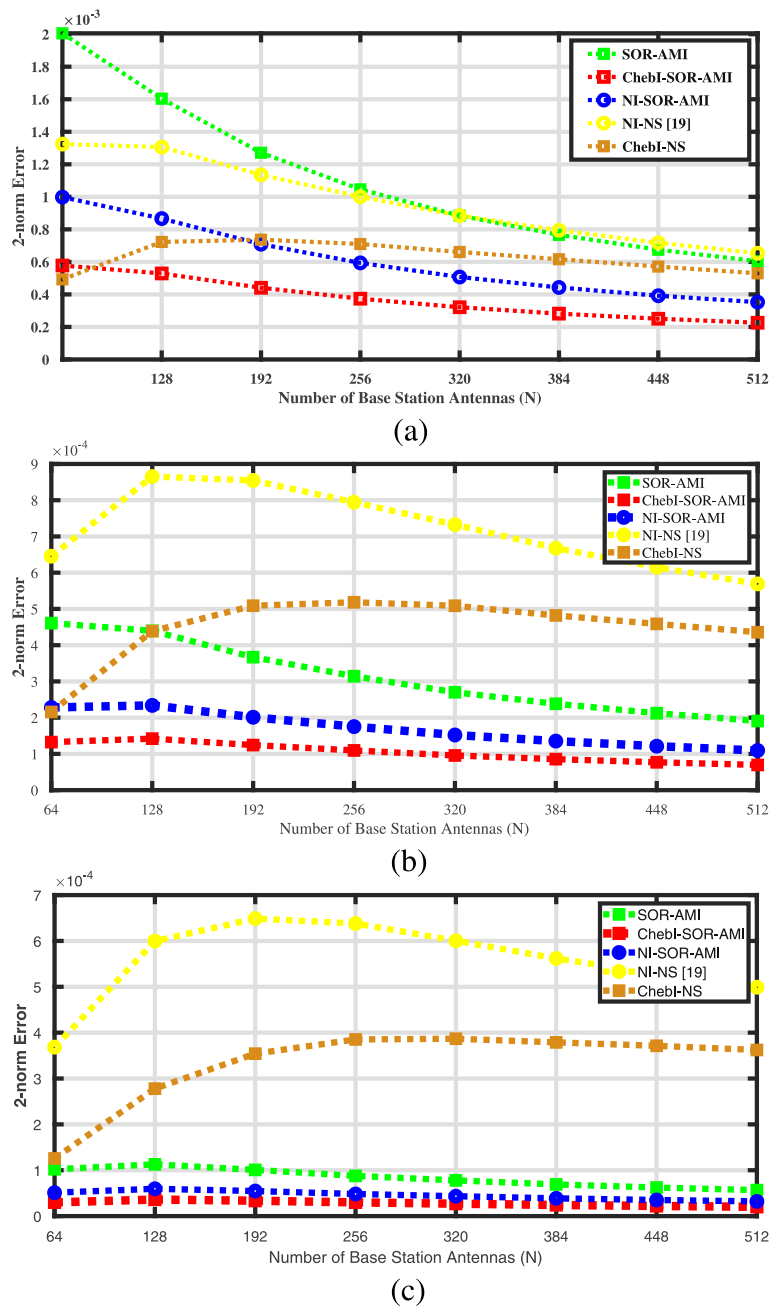 ×10-3
2
1.8
1.6
1.4
1.2
1
0.8
0.6
0.4
0.2
0
2-norm Error
SOR-AMI
ChebI-SOR-AMI
NI-SOR-AMI
NI-NS [19]
ChebI-NS
128 192 256 320 384 448 512
Number of Base Station Antennas (N)
(a)
×10-4
9
8
7
6
5
4
3
2
1
0
2-norm Error
SOR-AMI
ChebI-SOR-AMI
NI-SOR-AMI
NI-NS [19]
ChebI-NS
64 128 192 256 320 384 448 512
Number of Base Station Antennas (N)
(b)
×10-4
7
6
5
4
3
2
1
0
2-norm Error
SOR-AMI
ChebI-SOR-AMI
NI-SOR-AMI
NI-NS [19]
ChebI-NS
64 128 192 256 320 384 448 512
Number of Base Station Antennas (N)
(c)